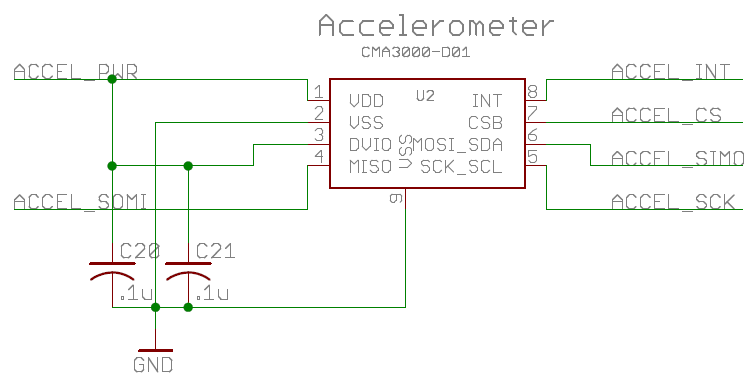 Accelerometer
CMA3000-D01
ACCEL_PWR
ACCEL_INT
1
8
VDD
U2
INT
2
7
ACCEL_CS
VSS
CSB
3
6
DVIO
VSS
MOSI_SDA
4
5
ACCEL_SIMO
MISO
SCK_SCL
ACCEL_SOMI
9
ACCEL_SCK
C20
C21
.1u
.1u
GND